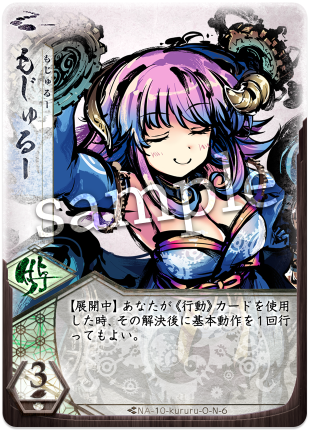 もじゅるー
もじゅるー
sample
【展開中】あなたが《行動》カードを使用
した時、その解決後に基本動作を1回行
ってもよい。
3
NA-10-kururu-O-N-6